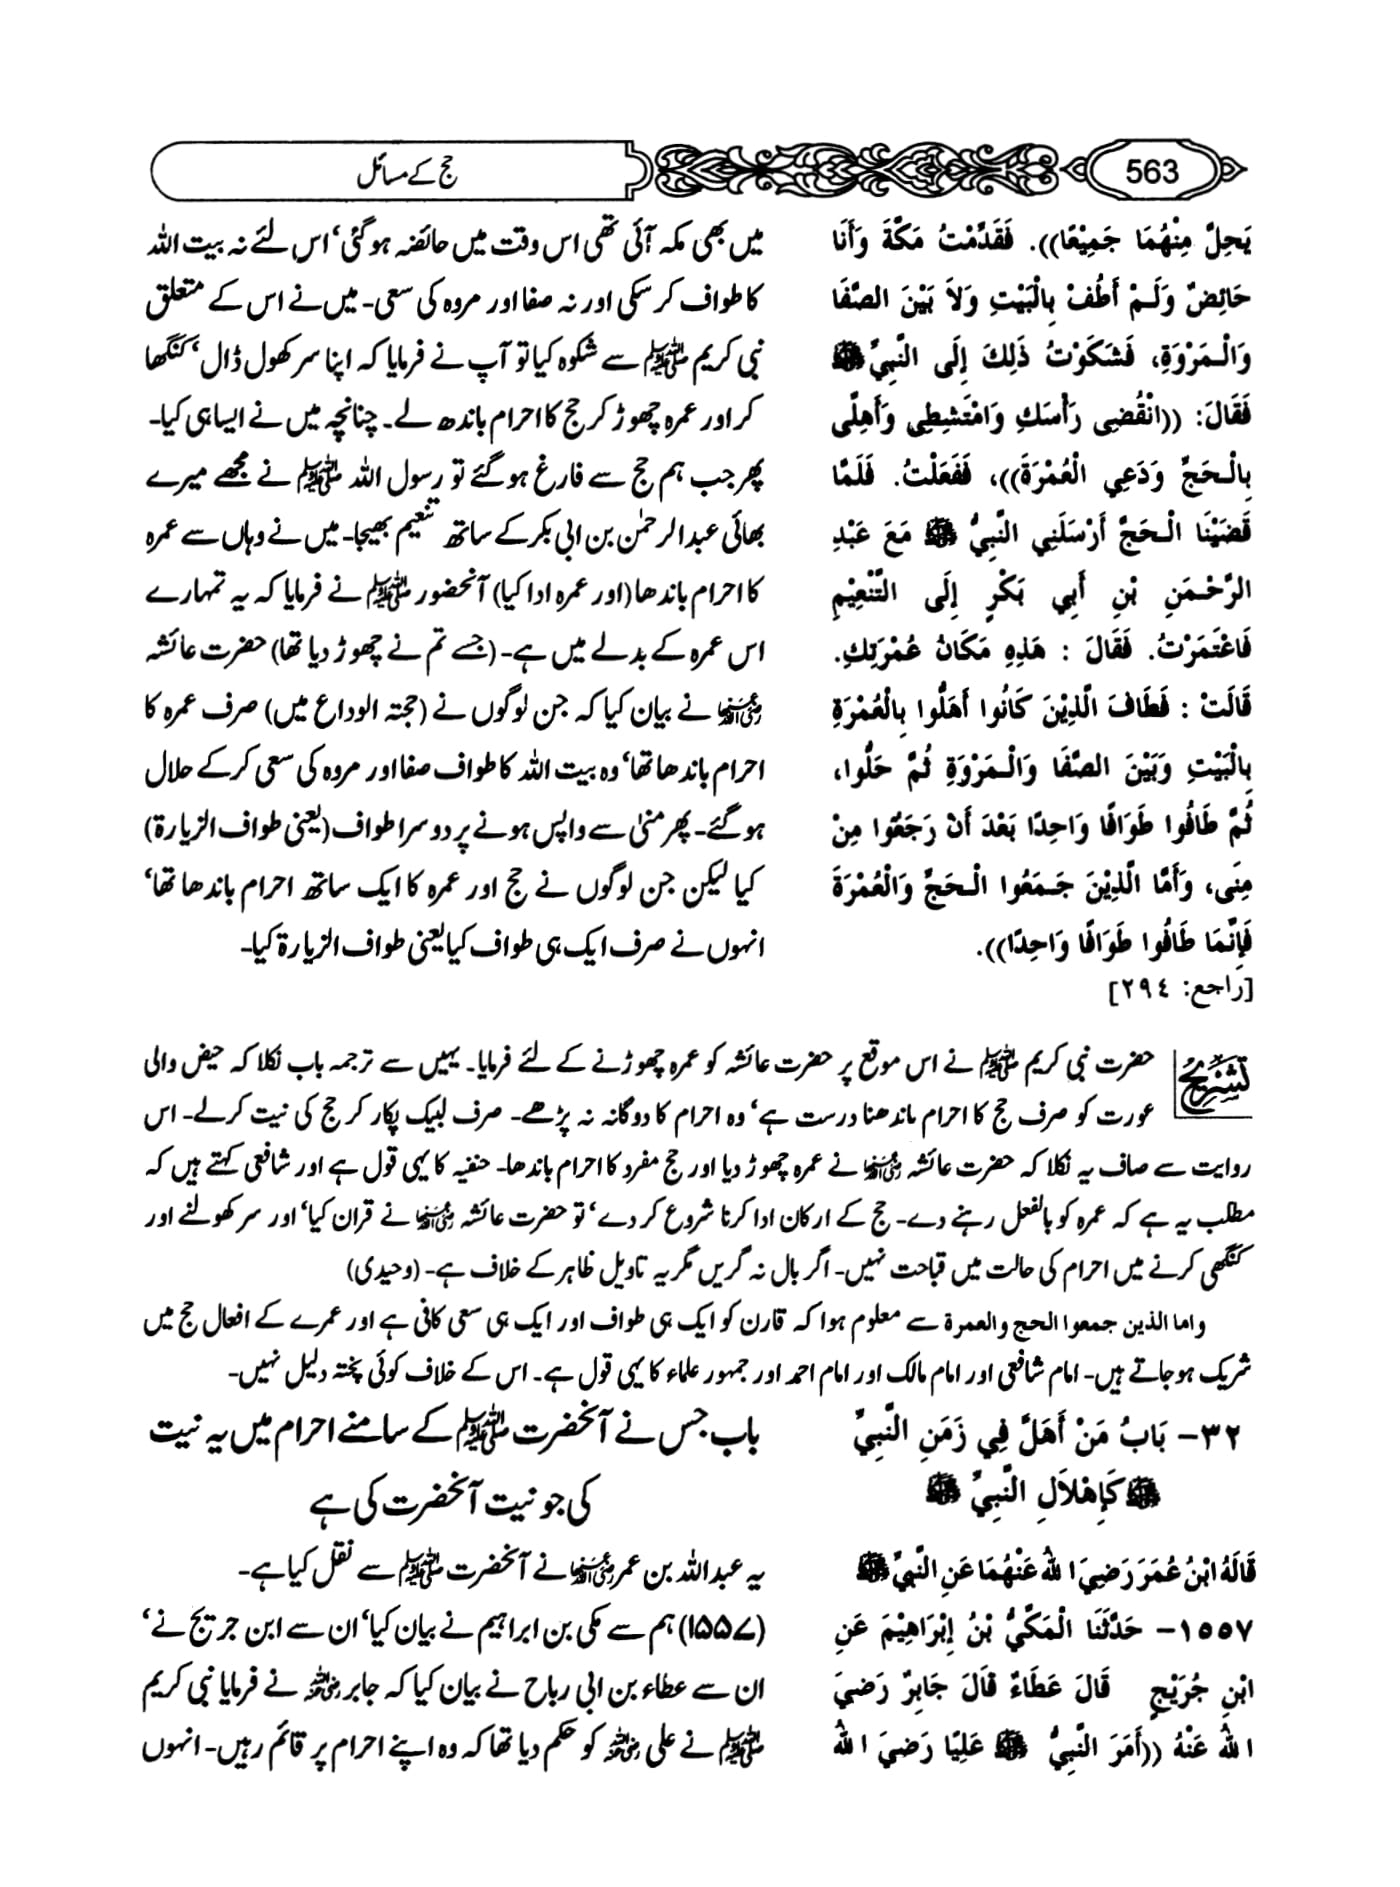 563
حج کے مسائل
يَحِلَّ مِنْهُمَا جَمِيْعًا)). فَقَدَّمْتُ مَكَّةَ وَأَنَا
حَائِضٌ وَلَمْ أَطُفْ بِالْبَيْتِ وَلَا بَيْنَ الصَّفَا
وَالْمَرْوَةِ، فَشَكَوْتُ ذَلِكَ إِلَى النَّبِيِّ ﷺ
فَقَالَ: ((انْقُضِي رَأْسَكِ وَامْتَشِطِي وَأَهِلِّي
بِالْحَجِّ وَدَعِي الْعُمْرَةَ))، فَفَعَلْتُ. فَلَمَّا
قَضَيْنَا الْحَجَّ أَرْسَلَنِي النَّبِيُّ ﷺ مَعَ عَبْدِ
الرَّحْمَنِ بْنِ أَبِي بَكْرٍ إِلَى التَّنْعِيْمِ
فَاعْتَمَرْتُ. فَقَالَ : هَذِهِ مَكَانُ عُمْرَتِكِ.
قَالَتْ : فَطَافَ الَّذِيْنَ كَانُوا أَهَلُّوا بِالْعُمْرَةِ
بِالْبَيْتِ وَبَيْنَ الصَّفَا وَالْمَرْوَةِ ثُمَّ حَلُّوا،
ثُمَّ طَافُوا طَوَافًا وَاحِدًا بَعْدَ أَنْ رَجَعُوا مِنْ
مِنَى، وَأَمَّا الَّذِيْنَ جَمَعُوا الْحَجَّ وَالْعُمْرَةَ
فَإِنَّمَا طَافُوا طَوَافًا وَاحِدًا)).
[راجع: ٢٩٤]
میں بھی مکہ آئی تھی اس وقت میں حائضہ ہو گئی‘ اس لئے نہ بیت اللہ
کا طواف کر سکی اور نہ صفا اور مروہ کی سعی۔ میں نے اس کے متعلق
نبی کریم ﷺ سے شکوہ کیا تو آپ نے فرمایا کہ اپنا سر کھول ڈال‘ کنگھا
کر اور عمرہ چھوڑ کر حج کا احرام باندھ لے۔ چنانچہ میں نے ایسا ہی کیا۔
پھر جب ہم حج سے فارغ ہو گئے تو رسول اللہ ﷺ نے مجھے میرے
بھائی عبدالرحمٰن بن ابی بکر کے ساتھ تنعیم بھیجا۔ میں نے وہاں سے عمرہ
کا احرام باندھا (اور عمرہ ادا کیا) آنحضور ﷺ نے فرمایا کہ یہ تمہارے
اس عمرہ کے بدلے میں ہے۔ (جسے تم نے چھوڑ دیا تھا) حضرت عائشہ
رضی اللہ عنہا نے بیان کیا کہ جن لوگوں نے (حجتہ الوداع میں) صرف عمرہ کا
احرام باندھا تھا‘ وہ بیت اللہ کا طواف صفا اور مروہ کی سعی کر کے حلال
ہو گئے۔ پھر منیٰ سے واپس ہونے پر دوسرا طواف (یعنی طواف الزیارۃ)
کیا لیکن جن لوگوں نے حج اور عمرہ کا ایک ساتھ احرام باندھا تھا‘
انہوں نے صرف ایک ہی طواف کیا یعنی طواف الزیارۃ کیا۔
تشریح حضرت نبی کریم ﷺ نے اس موقع پر حضرت عائشہ کو عمرہ چھوڑنے کے لئے فرمایا۔ یہیں سے ترجمہ باب نکلا کہ حیض والی
عورت کو صرف حج کا احرام باندھنا درست ہے‘ وہ احرام کا دوگانہ نہ پڑھے۔ صرف لبیک پکار کر حج کی نیت کر لے۔ اس
روایت سے صاف یہ نکلا کہ حضرت عائشہ رضی اللہ عنہا نے عمرہ چھوڑ دیا اور حج مفرد کا احرام باندھا۔ حنفیہ کا یہی قول ہے اور شافعی کہتے ہیں کہ
مطلب یہ ہے کہ عمرہ کو بالفعل رہنے دے۔ حج کے ارکان ادا کرنا شروع کر دے‘ تو حضرت عائشہ رضی اللہ عنہا نے قران کیا‘ اور سر کھولنے اور
کنگھی کرنے میں احرام کی حالت میں قباحت نہیں۔ اگر بال نہ گریں مگر یہ تاویل ظاہر کے خلاف ہے۔ (وحیدی)
واما الذین جمعوا الحج والعمرة سے معلوم ہوا کہ قارن کو ایک ہی طواف اور ایک ہی سعی کافی ہے اور عمرے کے افعال حج میں
شریک ہو جاتے ہیں۔ امام شافعی اور امام مالک اور امام احمد اور جمہور علماء کا یہی قول ہے۔ اس کے خلاف کوئی پختہ دلیل نہیں۔
٣٢- بَابُ مَنْ أَهَلَّ فِي زَمَنِ النَّبِيِّ
ﷺ كَإِهْلَالِ النَّبِيِّ ﷺ
باب جس نے آنحضرت ﷺ کے سامنے احرام میں یہ نیت
کی جو نیت آنحضرت کی ہے
قَالَهُ ابْنُ عُمَرَ رَضِيَ اللهُ عَنْهُمَا عَنِ النَّبِيِّ ﷺ
١٥٥٧- حَدَّثَنَا الْمَكِّيُّ بْنُ إِبْرَاهِيْمَ عَنِ
ابْنِ جُرَيْجٍ قَالَ عَطَاءٌ قَالَ جَابِرٌ رَضِيَ
اللهُ عَنْهُ ((أَمَرَ النَّبِيُّ ﷺ عَلِيًّا رَضِيَ اللهُ
یہ عبداللہ بن عمر رضی اللہ عنہما نے آنحضرت ﷺ سے نقل کیا ہے۔
(۱۵۵۷) ہم سے مکی بن ابراہیم نے بیان کیا‘ ان سے ابن جریج نے‘
ان سے عطاء بن ابی رباح نے بیان کیا کہ جابر رضی اللہ عنہ نے فرمایا نبی کریم
ﷺ نے علی رضی اللہ عنہ کو حکم دیا تھا کہ وہ اپنے احرام پر قائم رہیں۔ انہوں